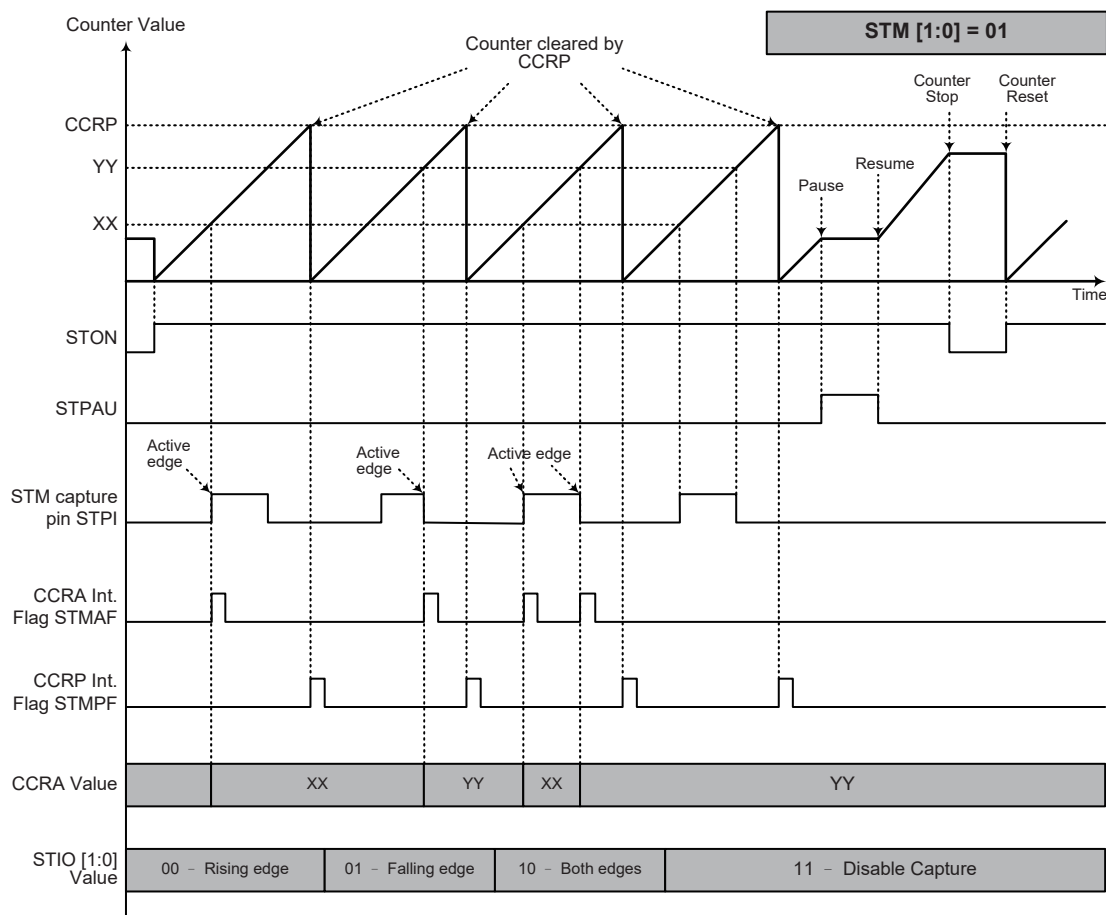 Counter Value
STM [1:0] = 01
Counter cleared by
CCRP
Counter
Stop
Counter
Reset
CCRP
YY
XX
Pause
Resume
Time
STON
STPAU
Active
edge
Active
edge
Active edge
STM capture
pin STPI
CCRA Int.
Flag STMAF
CCRP Int.
Flag STMPF
CCRA Value
XX
YY
XX
YY
STIO [1:0]
Value
00 – Rising edge
01 – Falling edge
10 – Both edges
11 – Disable Capture